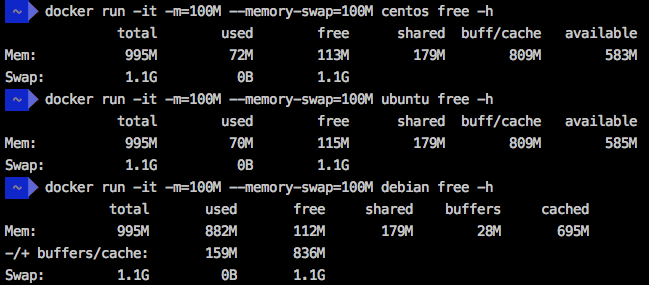 ~ docker run -it -m=100M --memory-swap=100M centos free -h
total used free shared buff/cache available
Mem: 995M 72M 113M 179M 809M 583M
Swap: 1.1G 0B 1.1G
~ docker run -it -m=100M --memory-swap=100M ubuntu free -h
total used free shared buff/cache available
Mem: 995M 70M 115M 179M 809M 585M
Swap: 1.1G 0B 1.1G
~ docker run -it -m=100M --memory-swap=100M debian free -h
total used free shared buffers cached
Mem: 995M 882M 112M 179M 28M 695M
-/+ buffers/cache: 159M 836M
Swap: 1.1G 0B 1.1G